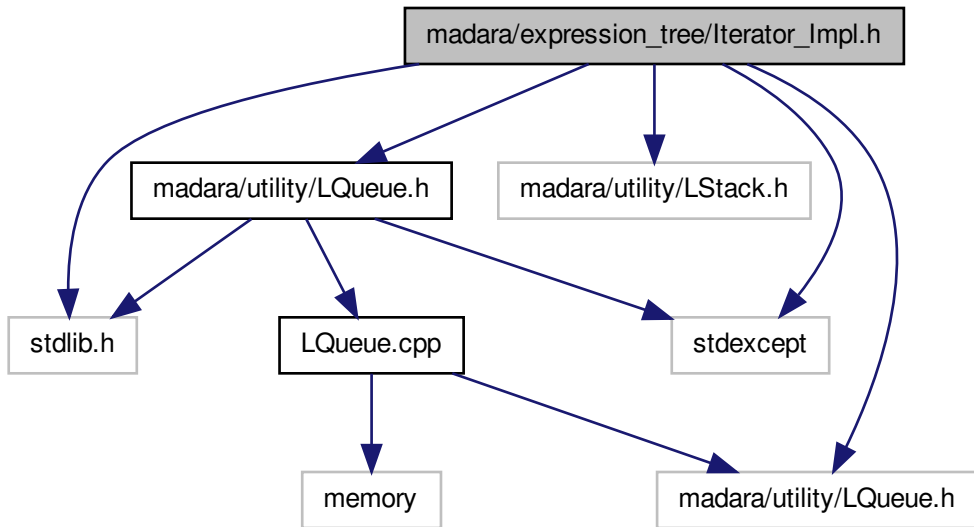 madara/expression_tree/Iterator_Impl.h
madara/utility/LQueue.h
madara/utility/LStack.h
stdlib.h
LQueue.cpp
stdexcept
memory
madara/utility/LQueue.h